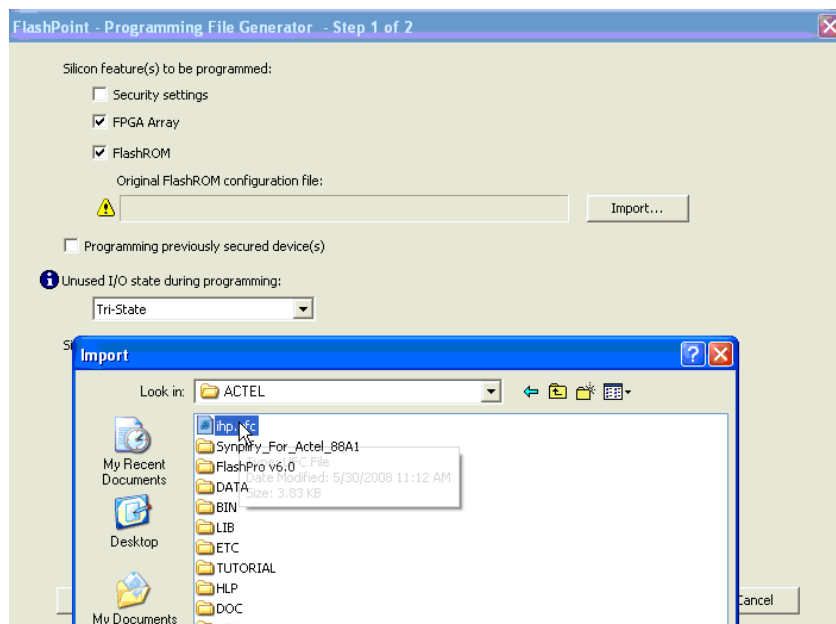 FlashPoint - Programming File Generator - Step 1 of 2
Silicon feature(s) to be programmed:
Security settings
FPGA Array
FlashROM
Original FlashROM configuration file:
Import...
Programming previously secured device(s)
Unused I/O state during programming:
Tri-State
Import
Look in: ACTEL
Synplify_For_Actel_88A1
FlashPro v6.0
Date Modified: 5/30/2008 11:12 AM
DATA
Size: 3.83 KB
BIN
LIB
ETC
TUTORIAL
HLP
DOC
My Recent
Documents
Desktop
My Documents
Cancel